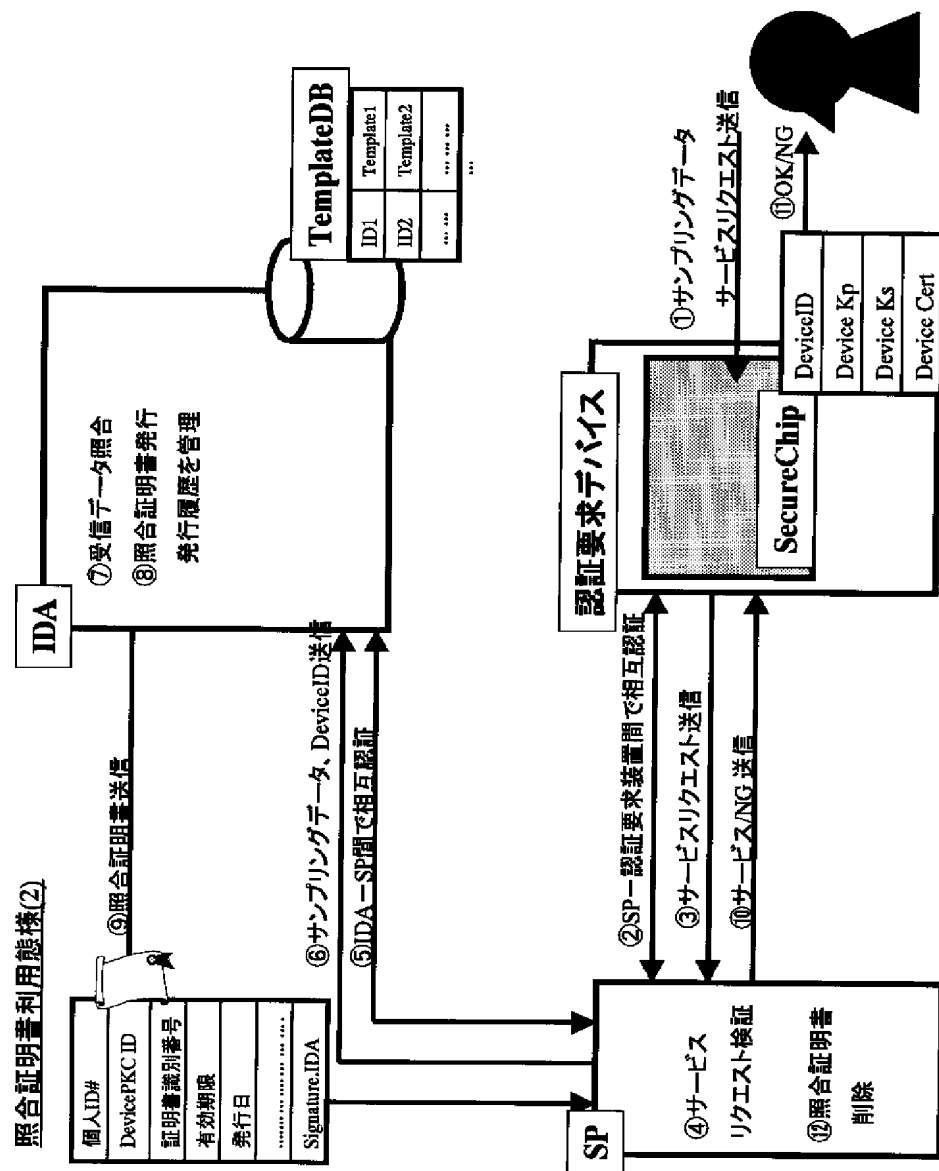 照合証明書利用態様(2)
個人ID#
DevicePKC ID
証明書識別番号
有効期限
発行日
…………
Signature.IDA
⑨照合証明書送信
IDA
⑦受信データ照合
⑧照合証明書発行
発行履歴を管理
TemplateDB
ID1 Template1
ID2 Template2
…… ……
…
⑥サンプリングデータ、DeviceID送信
⑤IDA－SP間で相互認証
SP
④サービス
リクエスト検証
⑫照合証明書
削除
②SP－認証要求装置間で相互認証
③サービスリクエスト送信
⑩サービス/NG 送信
認証要求デバイス
SecureChip
DeviceID
Device Kp
Device Ks
Device Cert
①サンプリングデータ
サービスリクエスト送信
⑪OK/NG